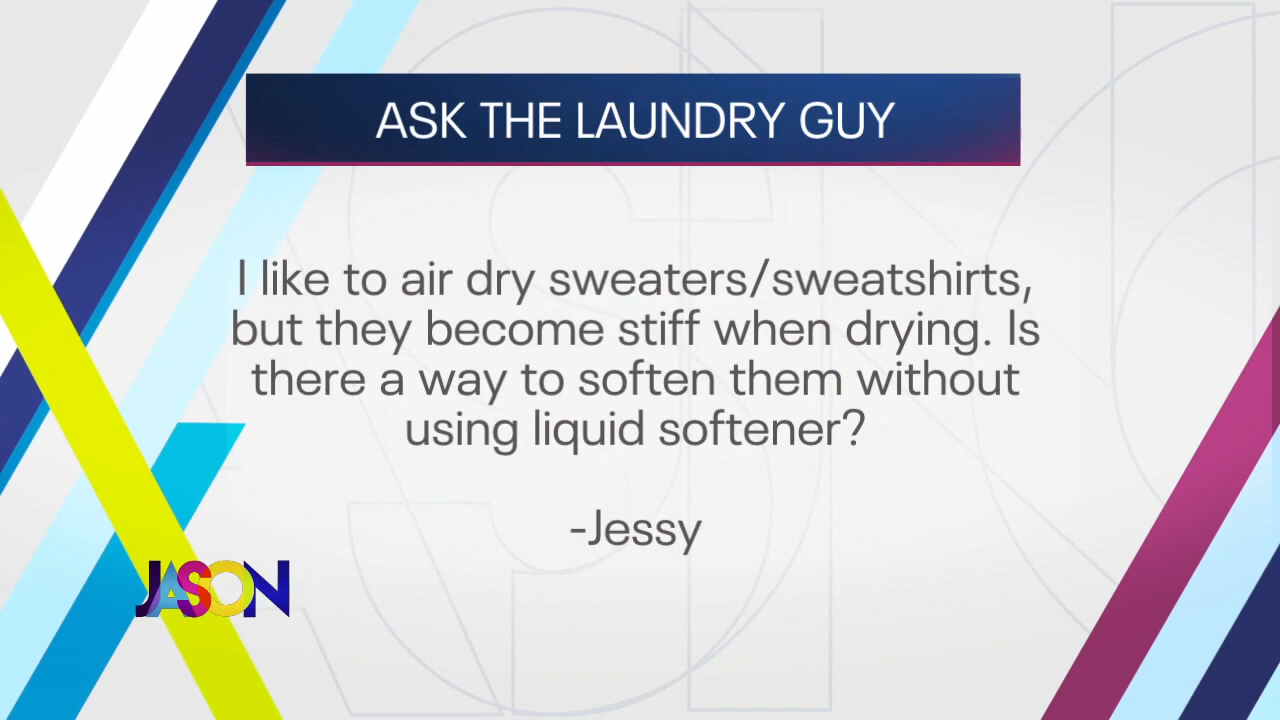 ASK THE LAUNDRY GUY
I like to air dry sweaters/sweatshirts,
but they become stiff when drying. Is
there a way to soften them without
using liquid softener?
-Jessy
JASON